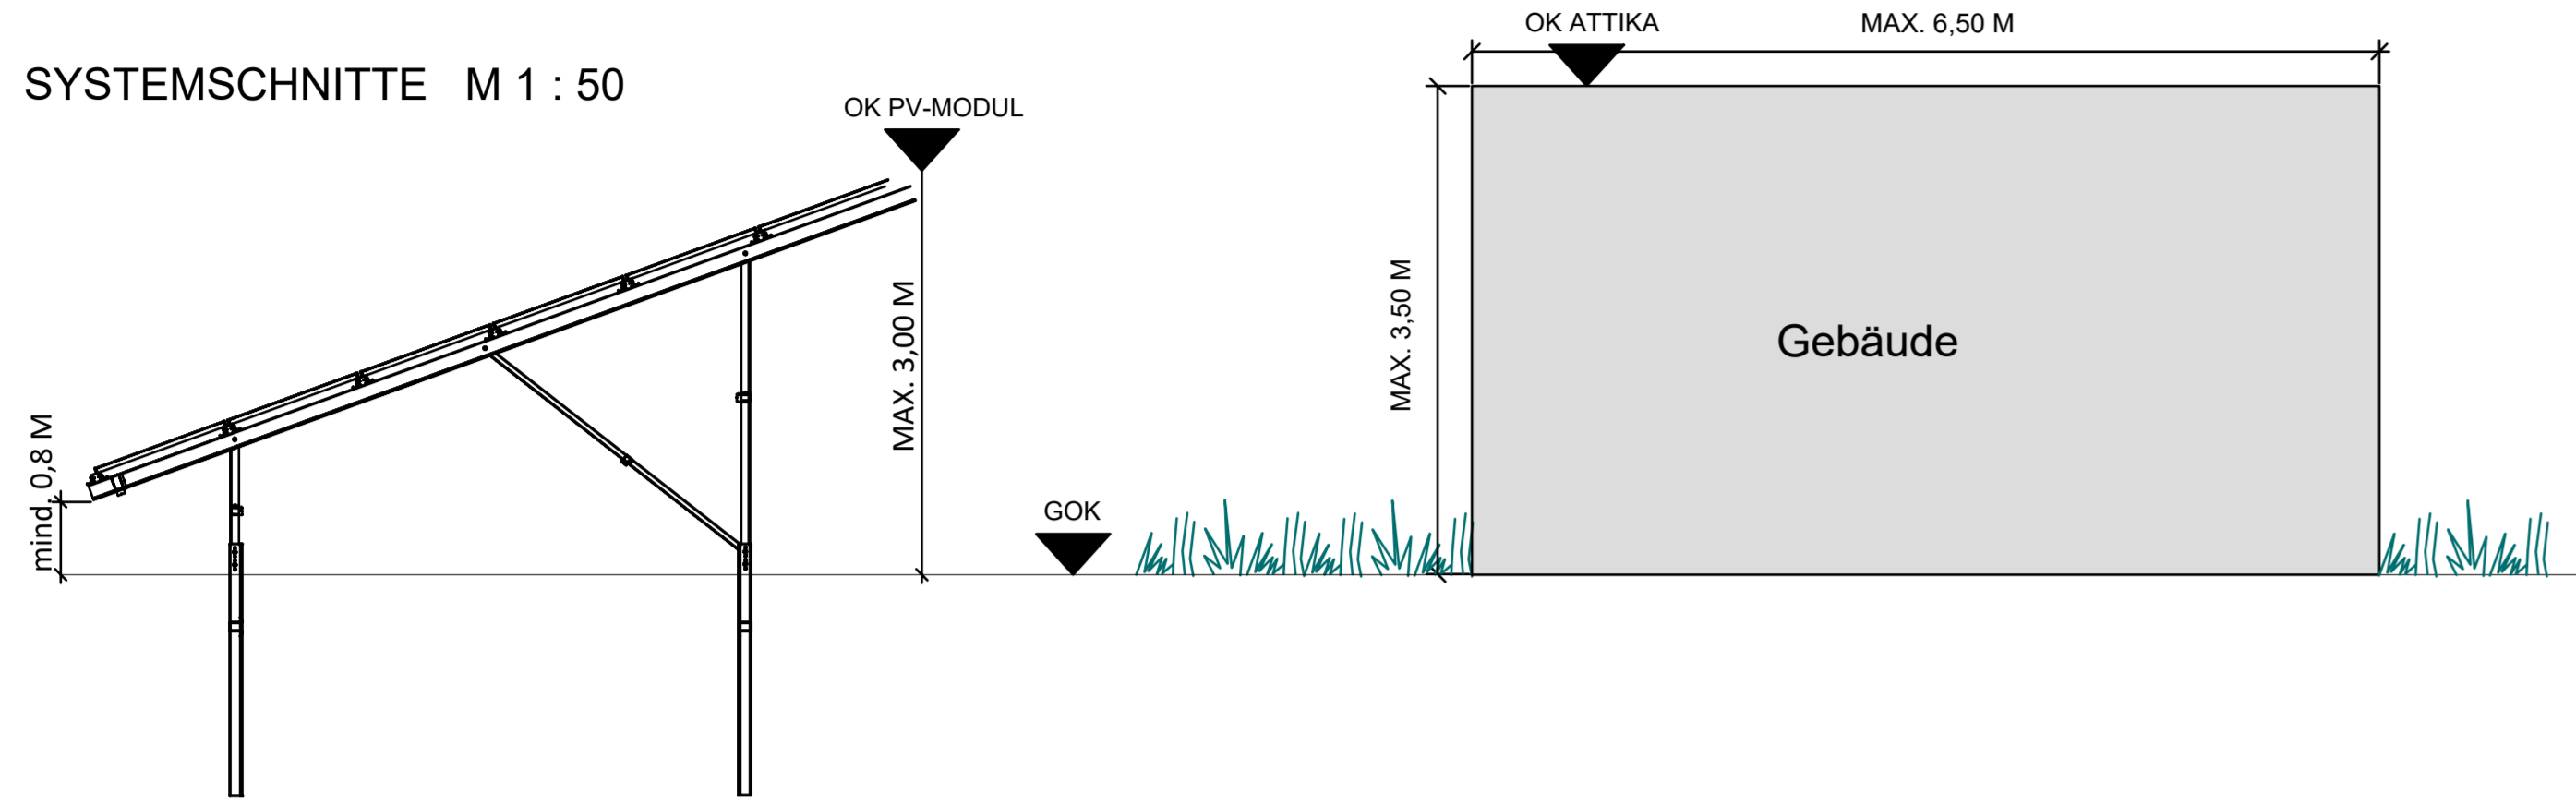 SYSTEMSCHNITTE M 1 : 50
OK PV-MODUL
MAX. 3,00 M
mind. 0,8 M
GOK
OK ATTIKA
MAX. 6,50 M
MAX. 3,50 M
Gebäude